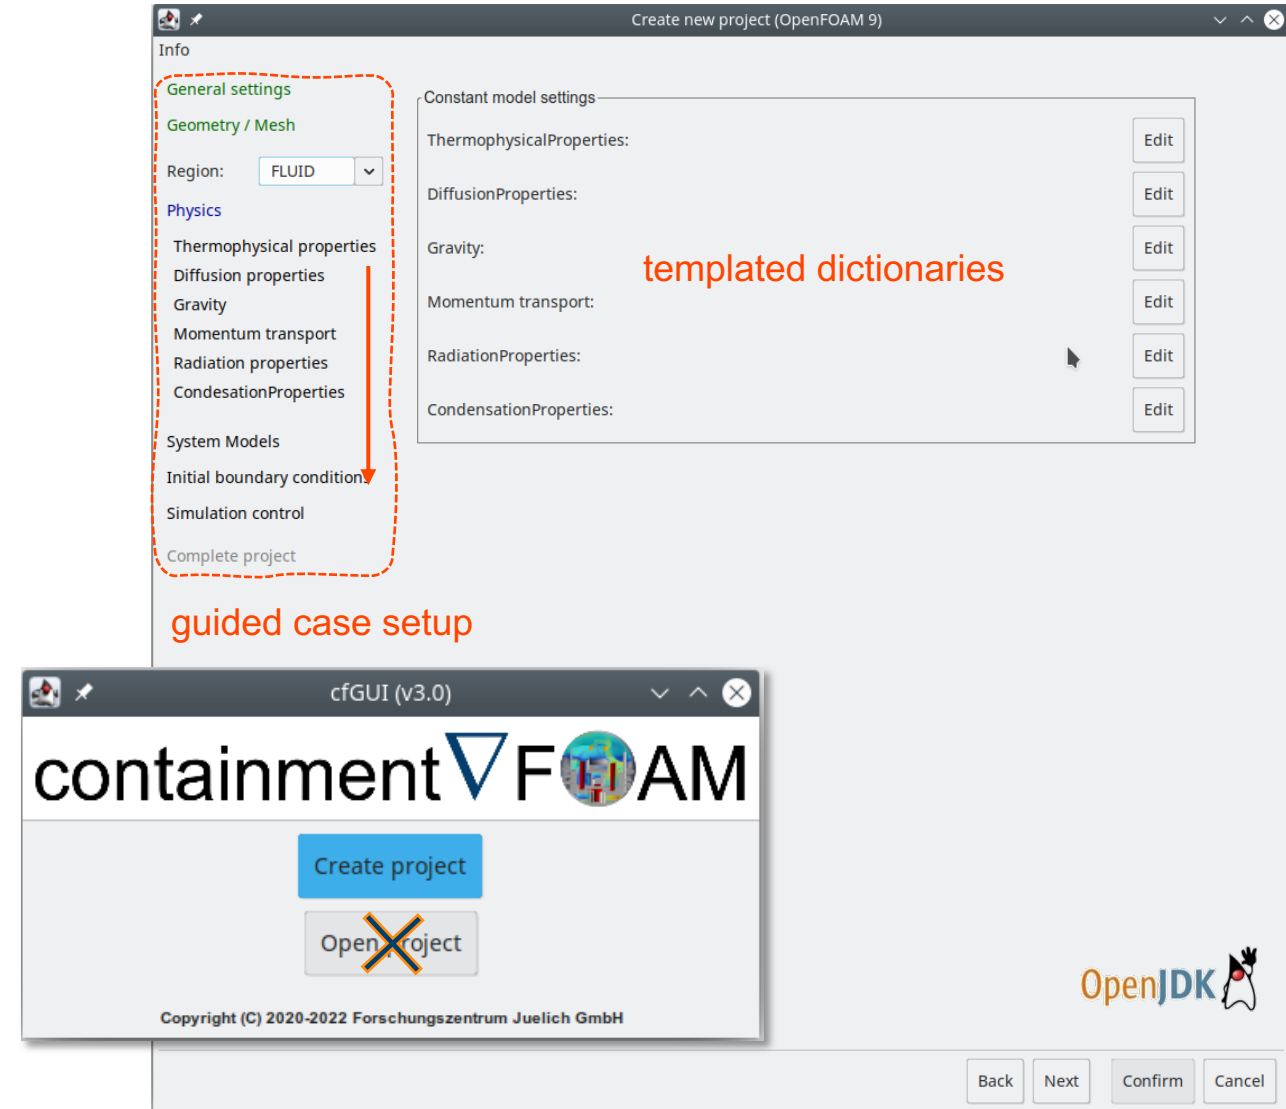 Create new project (OpenFOAM 9)
Info
General settings
Geometry / Mesh
Region: FLUID
Physics
Thermophysical properties
Diffusion properties
Gravity
Momentum transport
Radiation properties
CondesationProperties
System Models
Initial boundary conditions
Simulation control
Complete project
guided case setup
Constant model settings
ThermophysicalProperties: Edit
DiffusionProperties: Edit
Gravity: Edit
templated dictionaries
Momentum transport: Edit
RadiationProperties: Edit
CondensationProperties: Edit
cfGUI (v3.0)
containment∇FOAM
Create project
Open project
Copyright (C) 2020-2022 Forschungszentrum Juelich GmbH
OpenJDK
Back Next Confirm Cancel